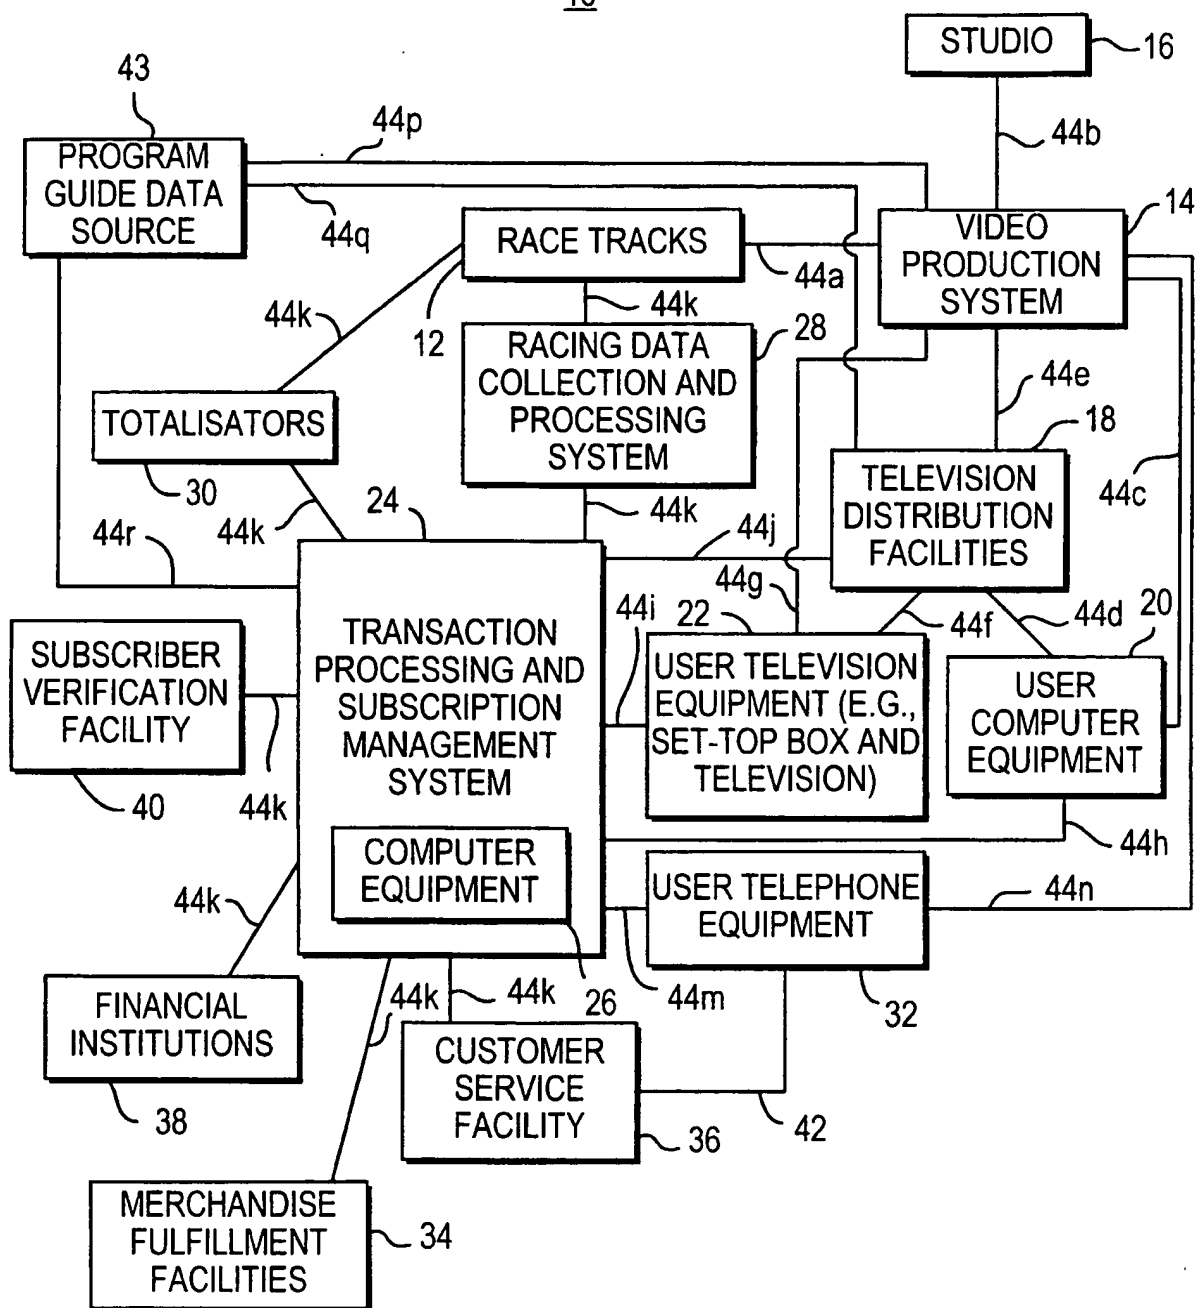 10
STUDIO
16
43
44p
44b
PROGRAM
GUIDE DATA
SOURCE
44q
RACE TRACKS
44a
VIDEO
PRODUCTION
SYSTEM
14
44k
12
44k
RACING DATA
COLLECTION AND
PROCESSING
SYSTEM
28
44e
18
TOTALISATORS
30
44k
44k
24
44r
44j
44g
TELEVISION
DISTRIBUTION
FACILITIES
44c
SUBSCRIBER
VERIFICATION
FACILITY
40
44k
TRANSACTION
PROCESSING AND
SUBSCRIPTION
MANAGEMENT
SYSTEM
44i
22
44f
44d
20
USER TELEVISION
EQUIPMENT (E.G.,
SET-TOP BOX AND
TELEVISION)
USER
COMPUTER
EQUIPMENT
44h
COMPUTER
EQUIPMENT
26
USER TELEPHONE
EQUIPMENT
44n
32
44m
44k
FINANCIAL
INSTITUTIONS
38
44k
44k
CUSTOMER
SERVICE
FACILITY
36
42
MERCHANDISE
FULFILLMENT
FACILITIES
34